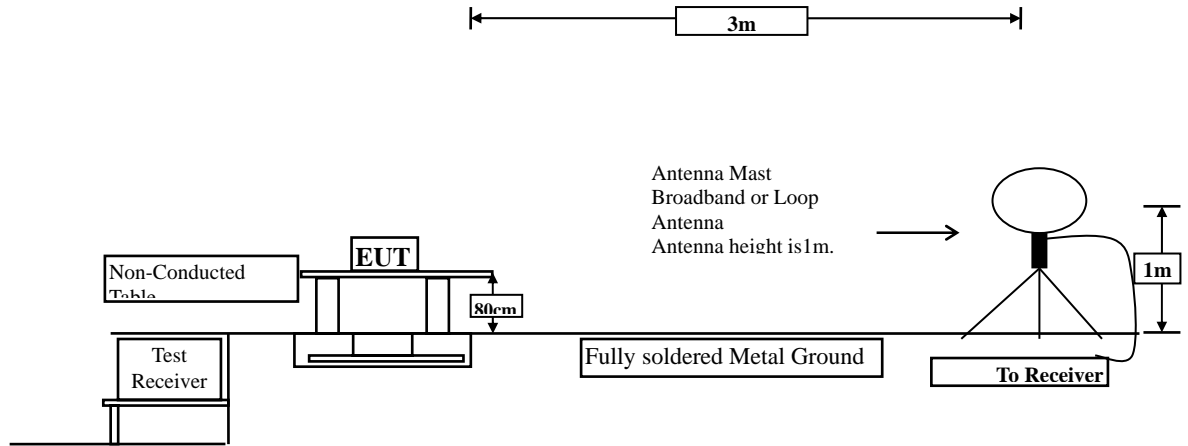 3m
Antenna Mast
Broadband or Loop
Antenna
Antenna height is1m.
EUT
Non-Conducted
Table
80cm
1m
Test
Receiver
Fully soldered Metal Ground
To Receiver